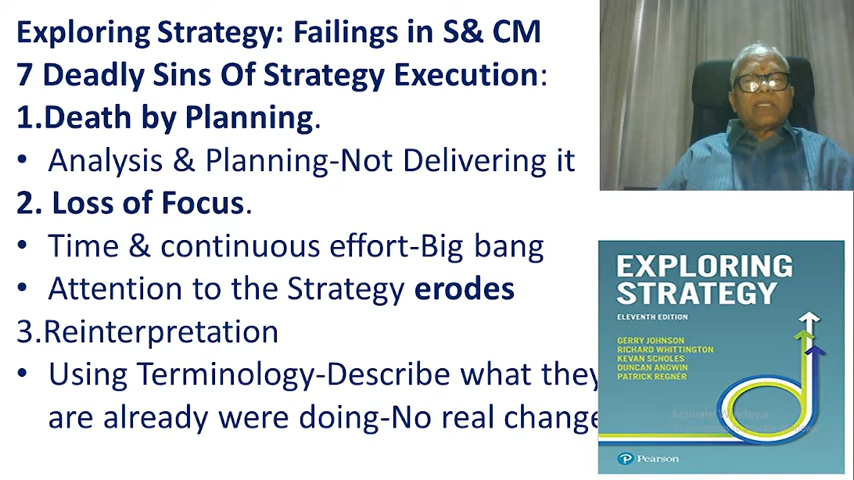 Exploring Strategy: Failings in S& CM
7 Deadly Sins Of Strategy Execution:
1.Death by Planning.
• Analysis & Planning-Not Delivering it
2. Loss of Focus.
• Time & continuous effort-Big bang
• Attention to the Strategy erodes
3.Reinterpretation
• Using Terminology-Describe what they
are already were doing-No real change
EXPLORING
STRATEGY
ELEVENTH EDITION
GERRY JOHNSON
RICHARD WHITTINGTON
KEVAN SCHOLES
DUNCAN ANGWIN
PATRICK REGNÉR
Activate Windows
Pearson